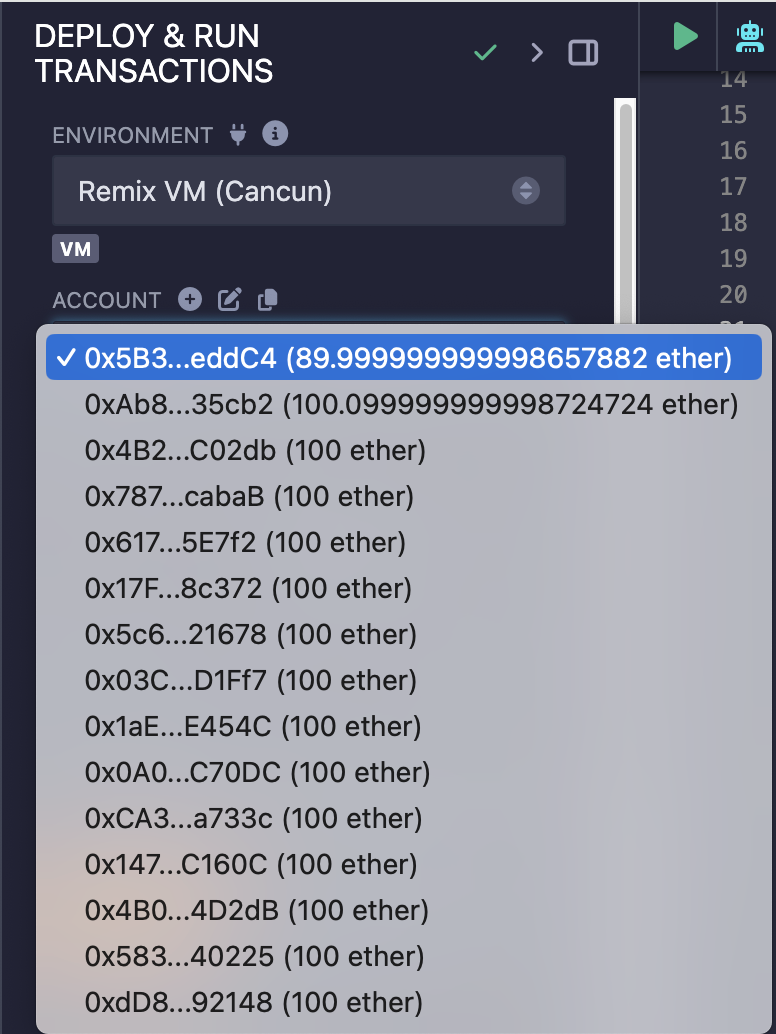 DEPLOY & RUN
TRANSACTIONS
ENVIRONMENT
Remix VM (Cancun)
VM
ACCOUNT
✓ 0x5B3...eddC4 (89.999999999998657882 ether)
0xAb8...35cb2 (100.099999999998724724 ether)
0x4B2...C02db (100 ether)
0x787...cabaB (100 ether)
0x617...5E7f2 (100 ether)
0x17F...8c372 (100 ether)
0x5c6...21678 (100 ether)
0x03C...D1Ff7 (100 ether)
0x1aE...E454C (100 ether)
0x0A0...C70DC (100 ether)
0xCA3...a733c (100 ether)
0x147...C160C (100 ether)
0x4B0...4D2dB (100 ether)
0x583...40225 (100 ether)
0xdD8...92148 (100 ether)
14
15
16
17
18
19
20